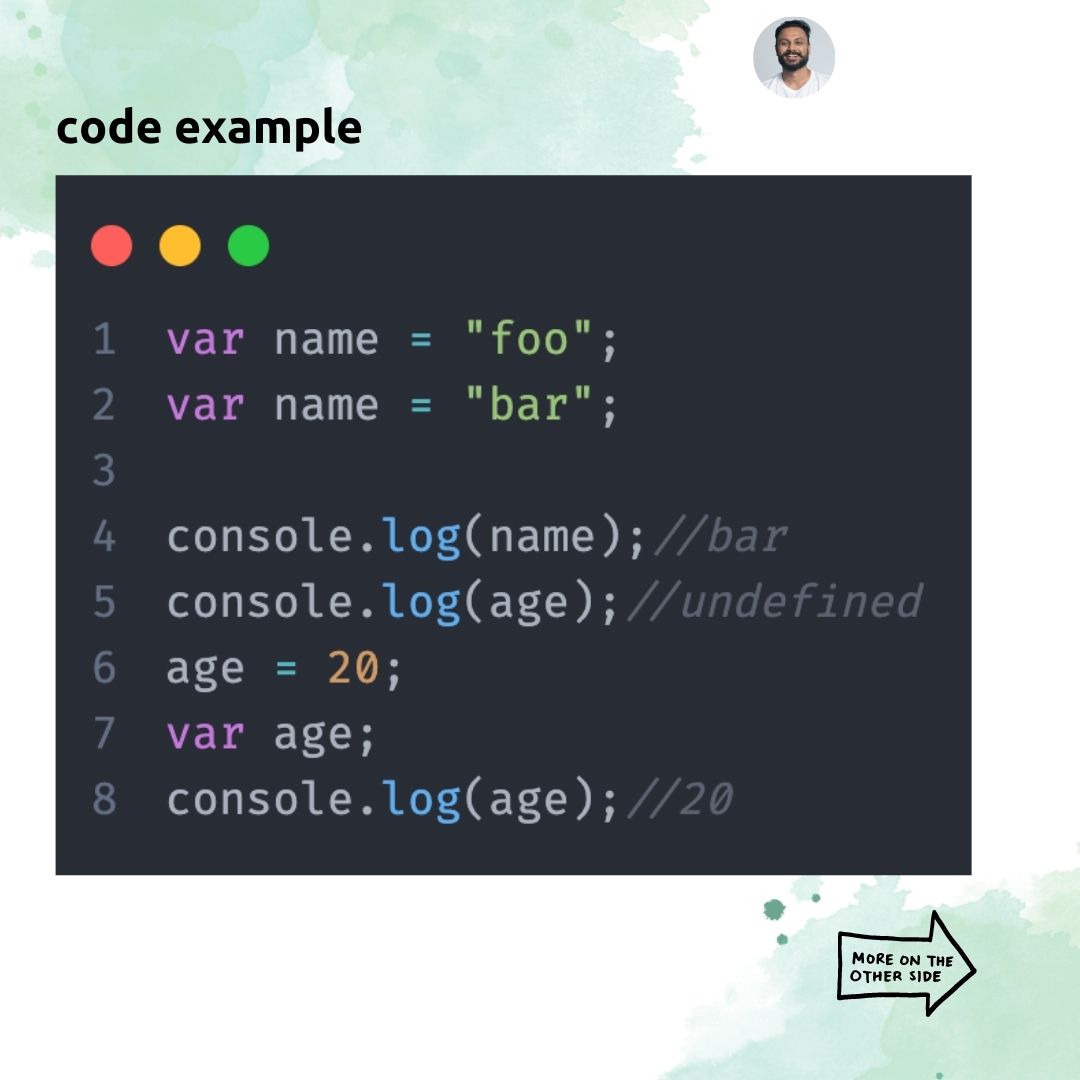 code example
1 var name = "foo";
2 var name = "bar";
3
4 console.log(name);//bar
5 console.log(age);//undefined
6 age = 20;
7 var age;
8 console.log(age);//20
MORE ON THE
OTHER SIDE